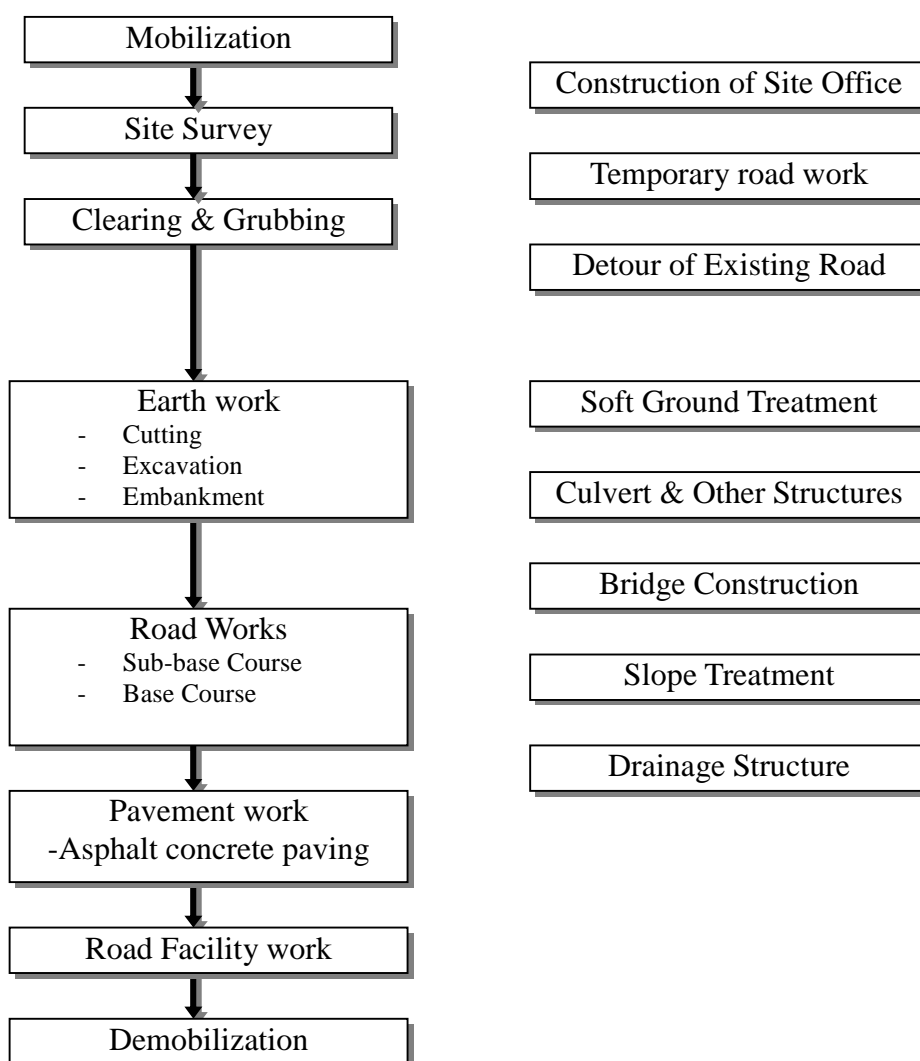 Mobilization
Site Survey
Clearing & Grubbing
Earth work
- Cutting
- Excavation
- Embankment
Road Works
- Sub-base Course
- Base Course
Pavement work
-Asphalt concrete paving
Road Facility work
Demobilization
Construction of Site Office
Temporary road work
Detour of Existing Road
Soft Ground Treatment
Culvert & Other Structures
Bridge Construction
Slope Treatment
Drainage Structure